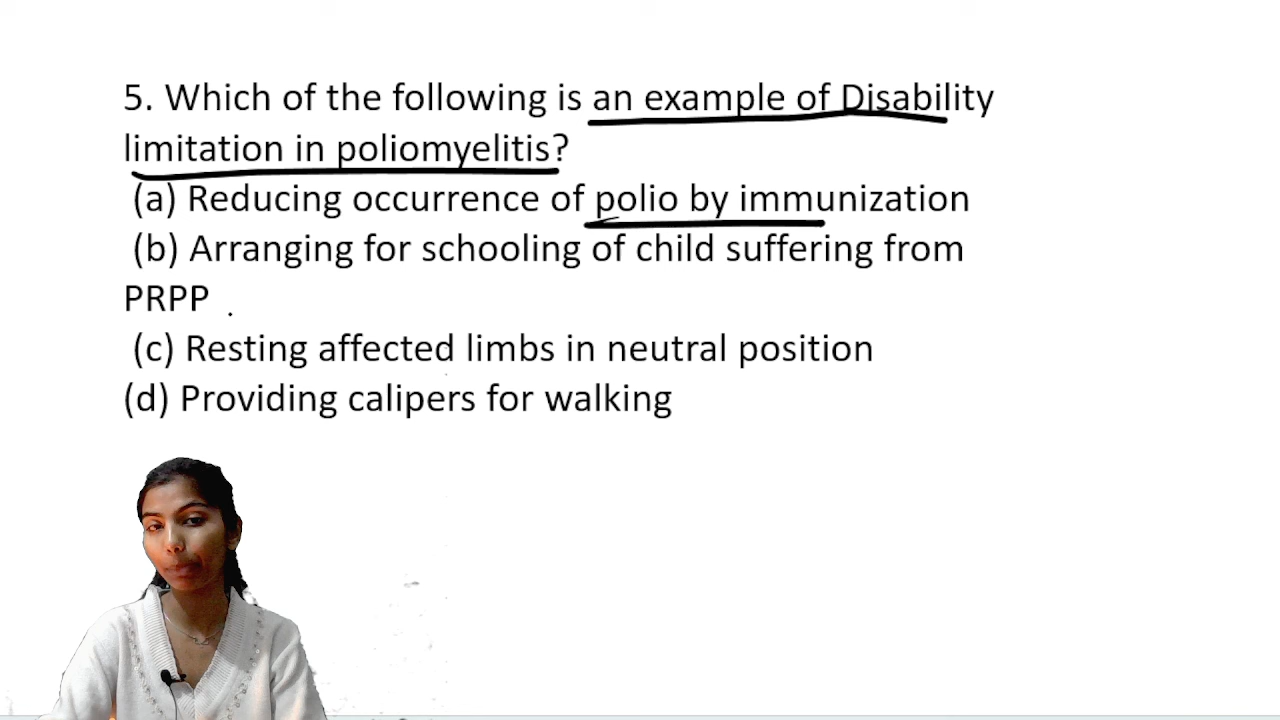 5. Which of the following is an example of Disability
limitation in poliomyelitis?
(a) Reducing occurrence of polio by immunization
(b) Arranging for schooling of child suffering from
PRPP
(c) Resting affected limbs in neutral position
(d) Providing calipers for walking